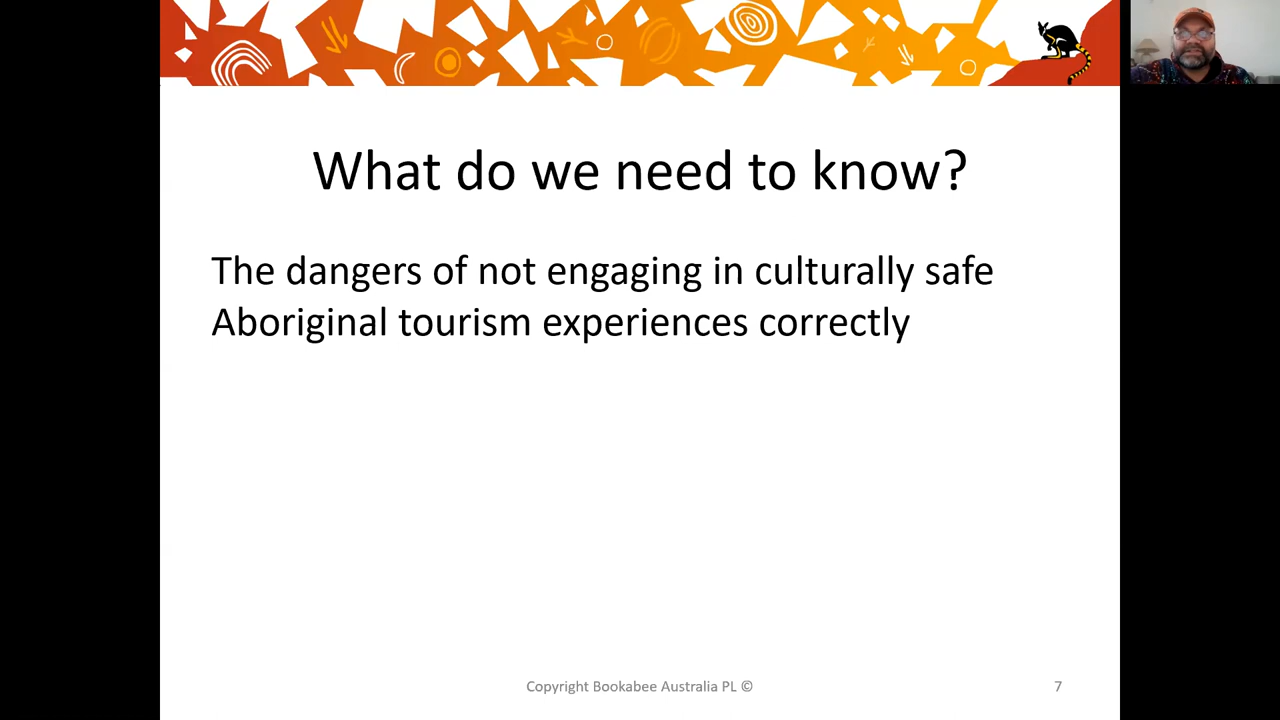 What do we need to know?
The dangers of not engaging in culturally safe
Aboriginal tourism experiences correctly
Copyright Bookabee Australia PL ©
7